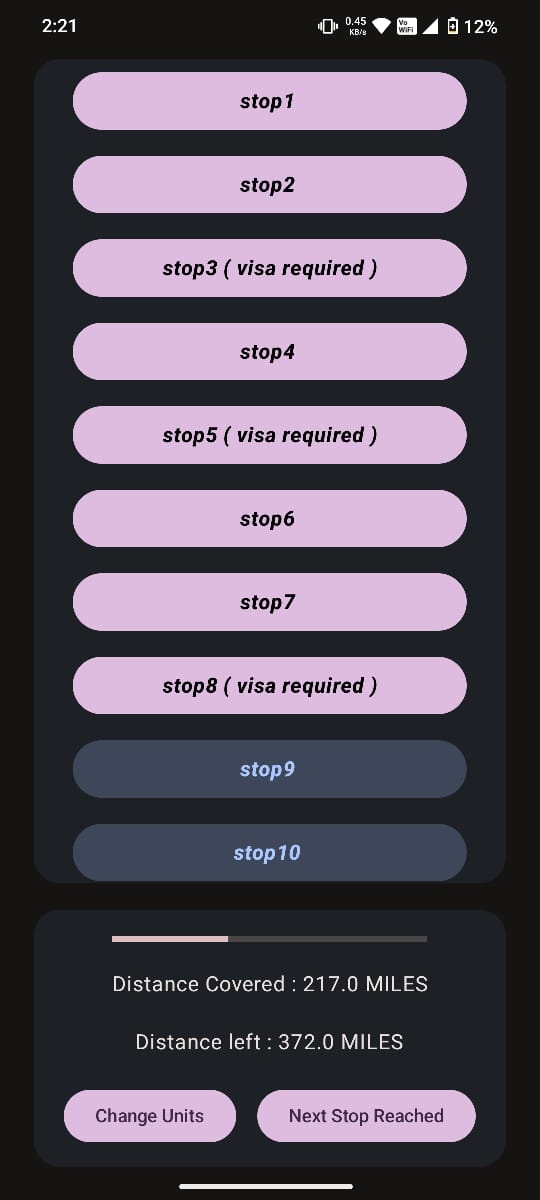 2:21
0.45
KB/s
Vo
WiFi
12%
stop1
stop2
stop3 ( visa required )
stop4
stop5 ( visa required )
stop6
stop7
stop8 ( visa required )
stop9
stop10
Distance Covered : 217.0 MILES
Distance left : 372.0 MILES
Change Units
Next Stop Reached